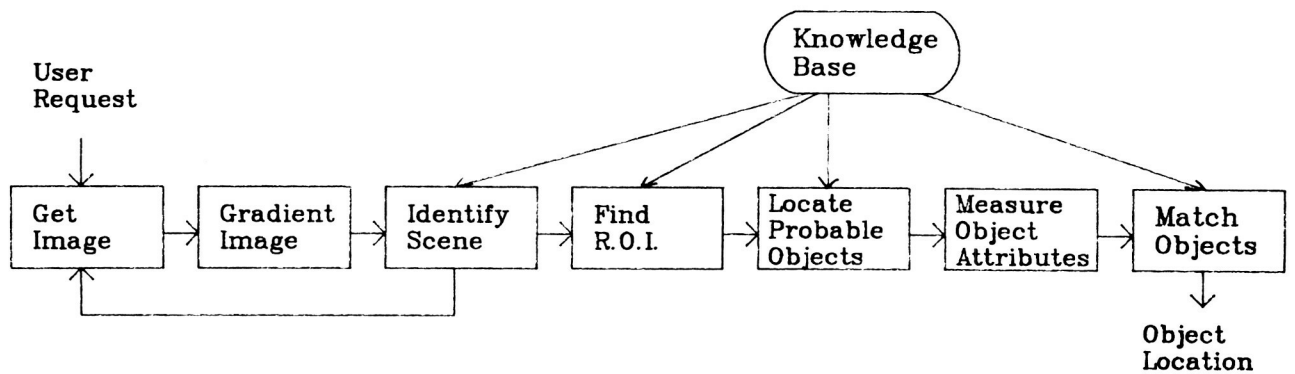 Knowledge
Base
User
Request
Get
Image
Gradient
Image
Identify
Scene
Find
R.O.I.
Locate
Probable
Objects
Measure
Object
Attributes
Match
Objects
Object
Location